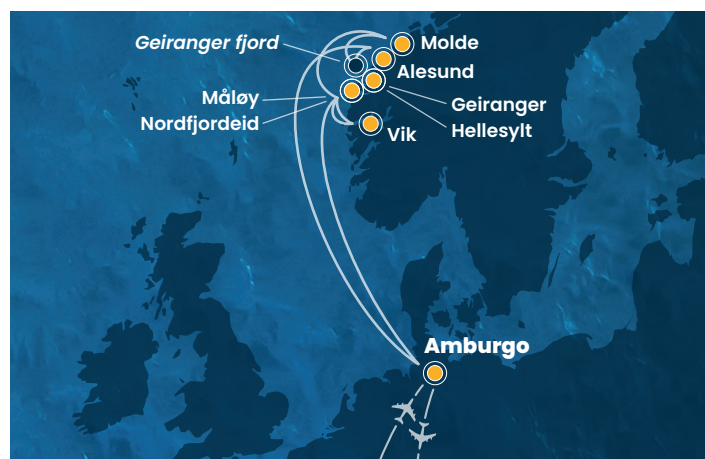 Geiranger fjord
Molde
Alesund
Måløy
Geiranger
Nordfjordeid
Hellesylt
Vik
Amburgo